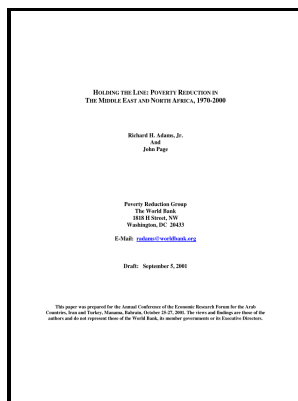 HOLDING THE LINE: POVERTY REDUCTION IN
THE MIDDLE EAST AND NORTH AFRICA, 1970-2000
Richard H. Adams, Jr.
And
John Page
Poverty Reduction Group
The World Bank
1818 H Street, NW
Washington, DC 20433
E-Mail: radams@worldbank.org
Draft: September 5, 2001
This paper was prepared for the Annual Conference of the Economic Research Forum for the Arab
Countries, Iran and Turkey, Manama, Bahrain, October 25-27, 2001. The views and findings are those of the
authors and do not represent those of the World Bank, its member governments or its Executive Directors.